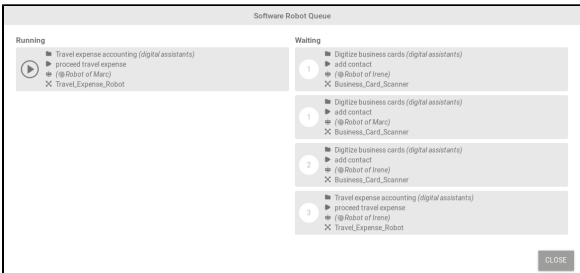 Software Robot Queue
Running
Travel expense accounting (digital assistants)
proceed travel expense
(@Robot of Marc)
Travel_Expense_Robot
Waiting
1
Digitize business cards (digital assistants)
add contact
(@Robot of Irene)
Business_Card_Scanner
1
Digitize business cards (digital assistants)
add contact
(@Robot of Marc)
Business_Card_Scanner
2
Digitize business cards (digital assistants)
add contact
(@Robot of Irene)
Business_Card_Scanner
3
Travel expense accounting (digital assistants)
proceed travel expense
(@Robot of Irene)
Travel_Expense_Robot
CLOSE